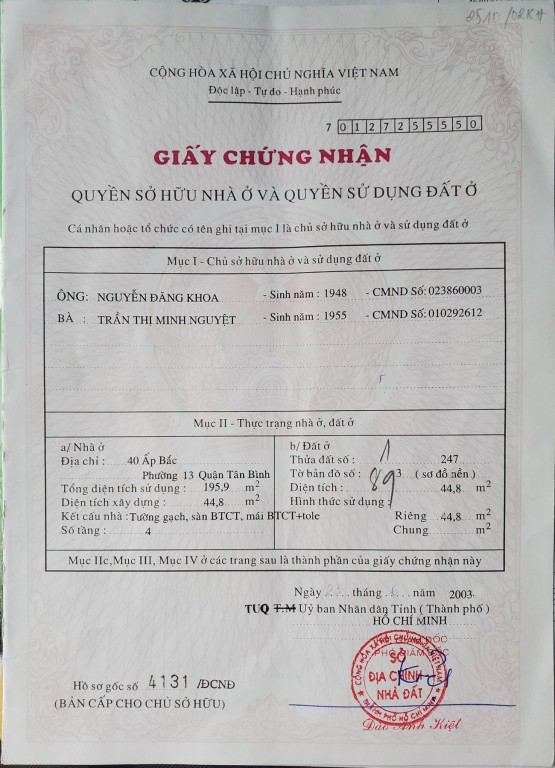 CỘNG HÒA XÃ HỘI CHỦ NGHĨA VIỆT NAM
Độc lập - Tự do - Hạnh phúc
7 0127255550
GIẤY CHỨNG NHẬN
QUYỀN SỞ HỮU NHÀ Ở VÀ QUYỀN SỬ DỤNG ĐẤT Ở
Cá nhân hoặc tổ chức có tên ghi tại mục I là chủ sở hữu nhà ở và sử dụng đất ở
Mục I - Chủ sở hữu nhà ở và sử dụng đất ở
ÔNG: NGUYỄN ĐĂNG KHOA - Sinh năm : 1948 - CMND Số: 023860003
BÀ : TRẦN THỊ MINH NGUYỆT - Sinh năm : 1955 - CMND Số: 010292612
Mục II - Thực trạng nhà ở, đất ở
a/ Nhà ở
Địa chỉ : 40 Ấp Bắc
Phường 13 Quận Tân Bình
Tổng diện tích sử dụng : 195,9 m2
Diện tích xây dựng : 44,8 m2
Kết cấu nhà : Tường gạch, sàn BTCT, mái BTCT+tole
Số tầng : 4
b/ Đất ở
Thửa đất số : 1 247
Tờ bản đồ số : 89 3 ( sơ đồ nền )
Diện tích : 44,8 m2
Hình thức sử dụng :
Riêng 44,8 m2
Chung m2
Mục IIc,Mục III, Mục IV ở các trang sau là thành phần của giấy chứng nhận này
Ngày tháng năm 2003
TUQ T.M Uỷ ban Nhân dân Tỉnh ( Thành phố )
HỒ CHÍ MINH
PHÓ GIÁM ĐỐC
SỞ
ĐỊA CHÍNH
NHÀ ĐẤT
Đào Anh Kiệt
Hồ sơ gốc số 4131 /ĐCNĐ
(BẢN CẤP CHO CHỦ SỞ HỮU)